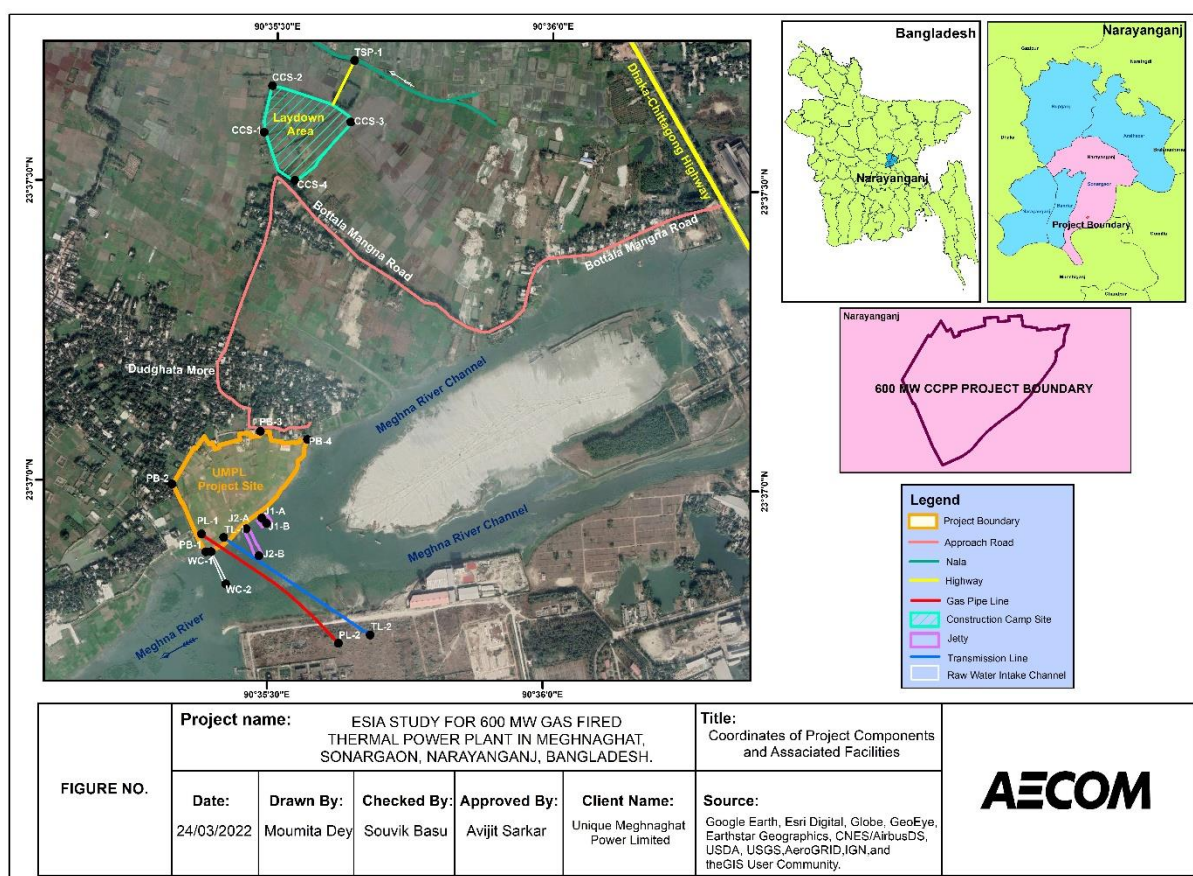 90°35'30"E
90°36'0"E
TSP-1
CCS-2
CCS-3
CCS-1
Laydown
Area
CCS-4
Dhaka-Chittagong Highway
23°37'30"N
23°37'30"N
Bottala Mangna Road
Bottala Mangna Road
Dudghata More
Meghna River Channel
PB-3
PB-4
PB-2
UMPL
Project Site
23°37'0"N
23°37'0"N
PL-1
J2-A
J1-A
J1-B
TL-1
PB-1
WC-1
J2-B
WC-2
Meghna River Channel
Meghna River
PL-2
TL-2
90°35'30"E
90°36'0"E
Bangladesh
Narayanganj
Narayanganj
Gazipur
Dhaka
Narayanganj
Sonargaon
Project Boundary
Narayanganj
600 MW CCPP PROJECT BOUNDARY
Legend
Project Boundary
Approach Road
Nala
Highway
Gas Pipe Line
Construction Camp Site
Jetty
Transmission Line
Raw Water Intake Channel
FIGURE NO.
Project name:
ESIA STUDY FOR 600 MW GAS FIRED
THERMAL POWER PLANT IN MEGHNAGHAT,
SONARGAON, NARAYANGANJ, BANGLADESH.
Title:
Coordinates of Project Components
and Assaciated Facilities
Date:
24/03/2022
Drawn By:
Moumita Dey
Checked By:
Souvik Basu
Approved By:
Avijit Sarkar
Client Name:
Unique Meghnaghat
Power Limited
Source:
Google Earth, Esri Digital, Globe, GeoEye,
Earthstar Geographics, CNES/AirbusDS,
USDA, USGS,AeroGRID,IGN,and
theGIS User Community.
AECOM